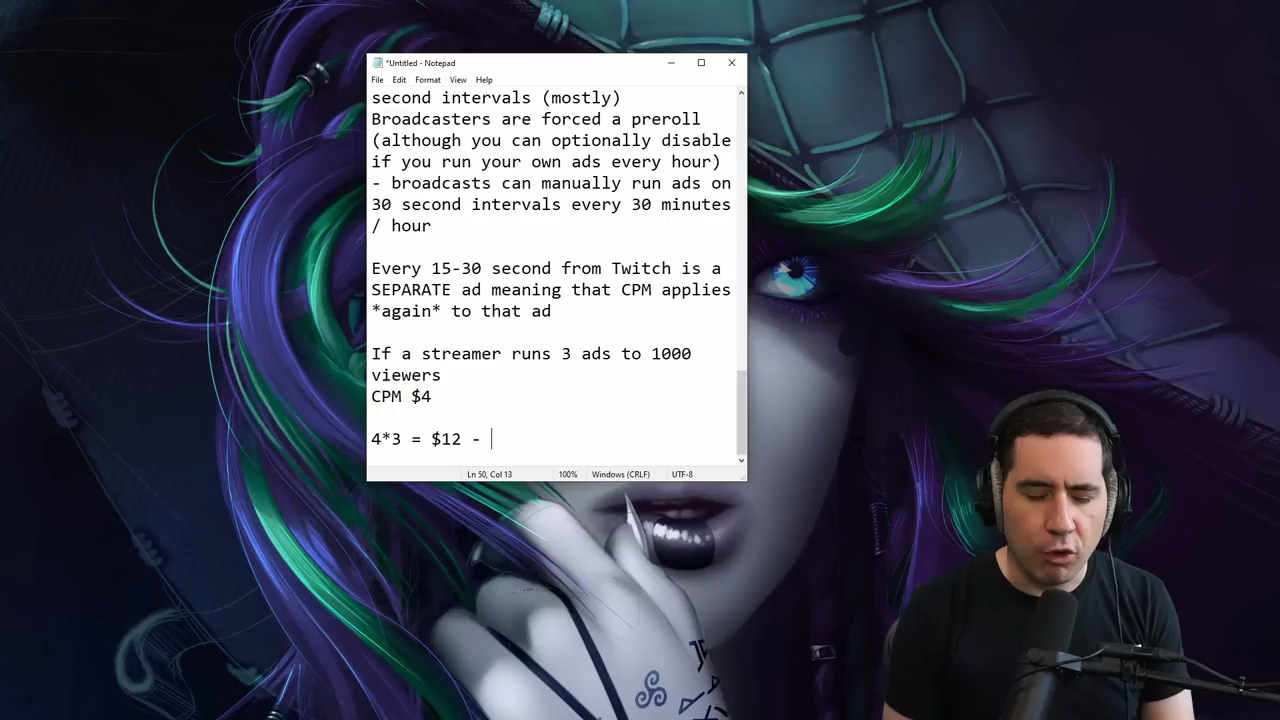 *Untitled - Notepad
File Edit Format View Help
second intervals (mostly)
Broadcasters are forced a preroll
(although you can optionally disable
if you run your own ads every hour)
- broadcasts can manually run ads on
30 second intervals every 30 minutes
/ hour
Every 15-30 second from Twitch is a
SEPARATE ad meaning that CPM applies
*again* to that ad
If a streamer runs 3 ads to 1000
viewers
CPM $4
4*3 = $12 -
Ln 50, Col 13 100% Windows (CRLF) UTF-8